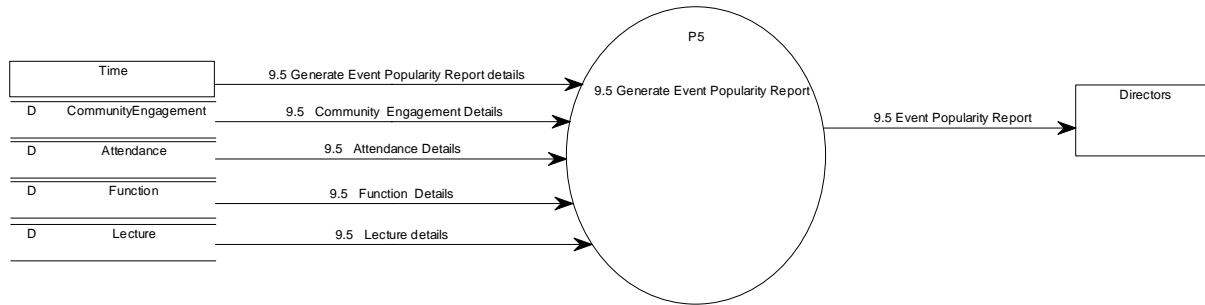 P5
9.5 Generate Event Popularity Report
Time
9.5 Generate Event Popularity Report details
D CommunityEngagement
9.5 Community Engagement Details
D Attendance
9.5 Attendance Details
D Function
9.5 Function Details
D Lecture
9.5 Lecture details
9.5 Event Popularity Report
Directors